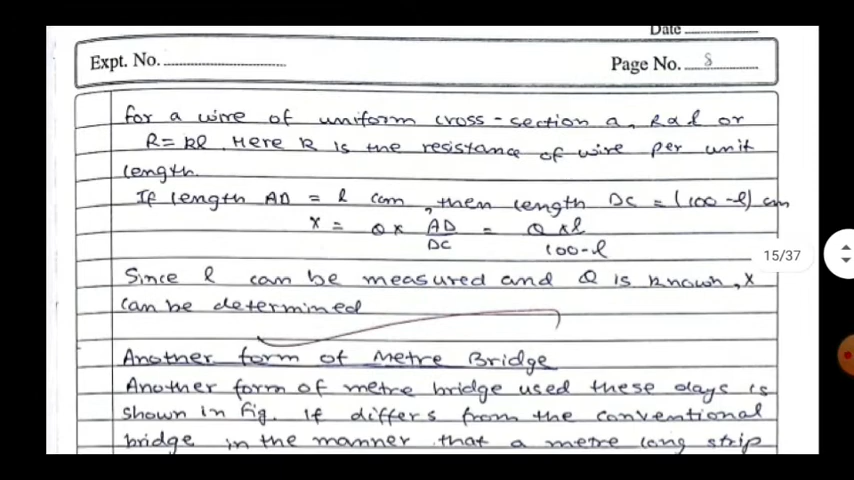 Date
Expt. No.
Page No. 8
for a wire of uniform cross-section a, R α l or
R = kl. Here k is the resistance of wire per unit
length.
If length AD = l cm, then length DC = (100-l) cm
X = Q x AD/DC = Q x l/100-l
15/37
Since l can be measured and Q is known, X
can be determined
Another form of Metre Bridge
Another form of metre bridge used these days is
shown in Fig. If differs from the conventional
bridge in the manner that a metre long strip